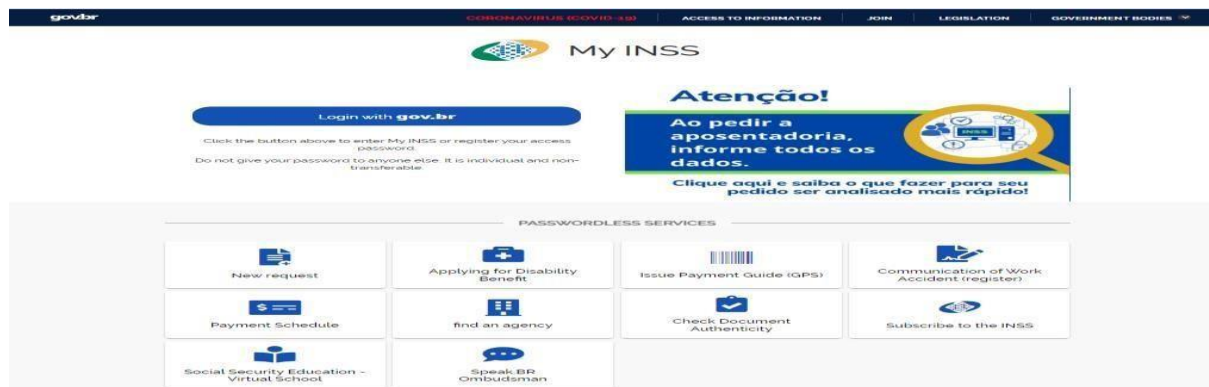 gov.br
CORONAVIRUS (COVID-19) ACCESS TO INFORMATION JOIN LEGISLATION GOVERNMENT BODIES
My INSS
Login with gov.br
Click the button above to enter My INSS or register your access
password.
Do not give your password to anyone else. It is individual and non-
transferable.
Atenção!
Ao pedir a
aposentadoria,
informe todos os
dados.
INSS
Clique aqui e saiba o que fazer para seu
pedido ser analisado mais rápido!
PASSWORDLESS SERVICES
New request
Applying for Disability
Benefit
Issue Payment Guide (GPS)
Communication of Work
Accident (register)
Payment Schedule
find an agency
Check Document
Authenticity
Subscribe to the INSS
Social Security Education -
Virtual School
Speak.BR
Ombudsman